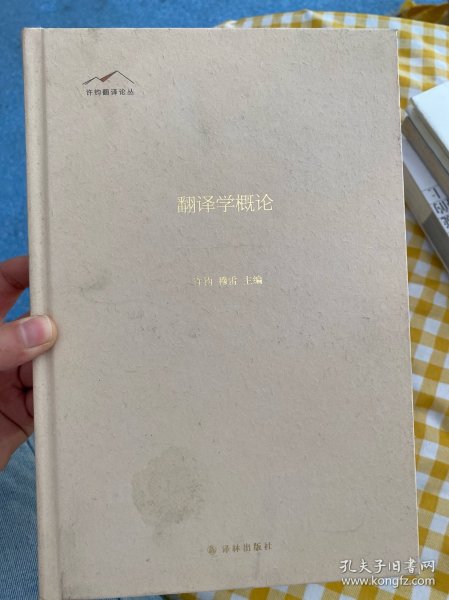 许钧翻译论丛
翻译学概论
许钧 穆雷 主编
译林出版社
孔夫子旧书网
www.kongfz.com